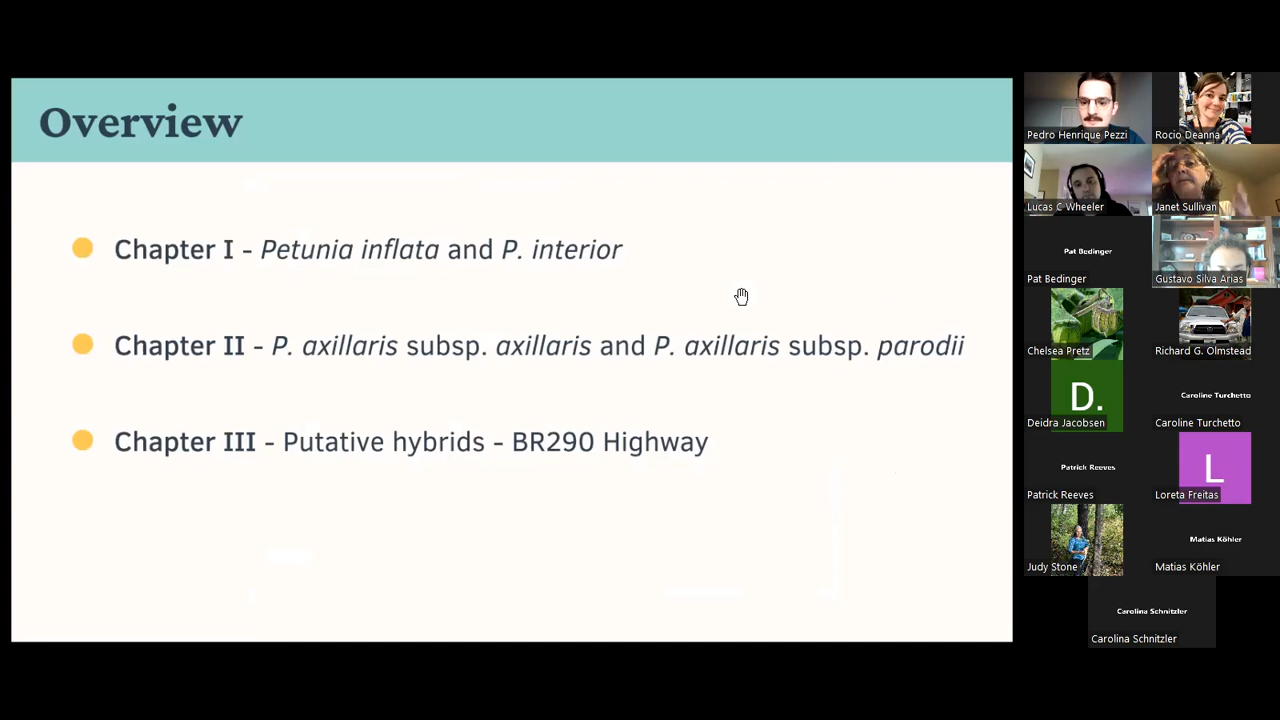 Overview
Chapter I - Petunia inflata and P. interior
Chapter II - P. axillaris subsp. axillaris and P. axillaris subsp. parodii
Chapter III - Putative hybrids - BR290 Highway
Pedro Henrique Pezzi
Rocio Deanna
Lucas C Wheeler
Janet Sullivan
Pat Bedinger
Pat Bedinger
Gustavo Silva Arias
Chelsea Pretz
Richard G. Olmstead
D.
Deidra Jacobsen
Caroline Turchetto
Caroline Turchetto
Patrick Reeves
Patrick Reeves
L
Loreta Freitas
Judy Stone
Matias Köhler
Matias Köhler
Carolina Schnitzler
Carolina Schnitzler